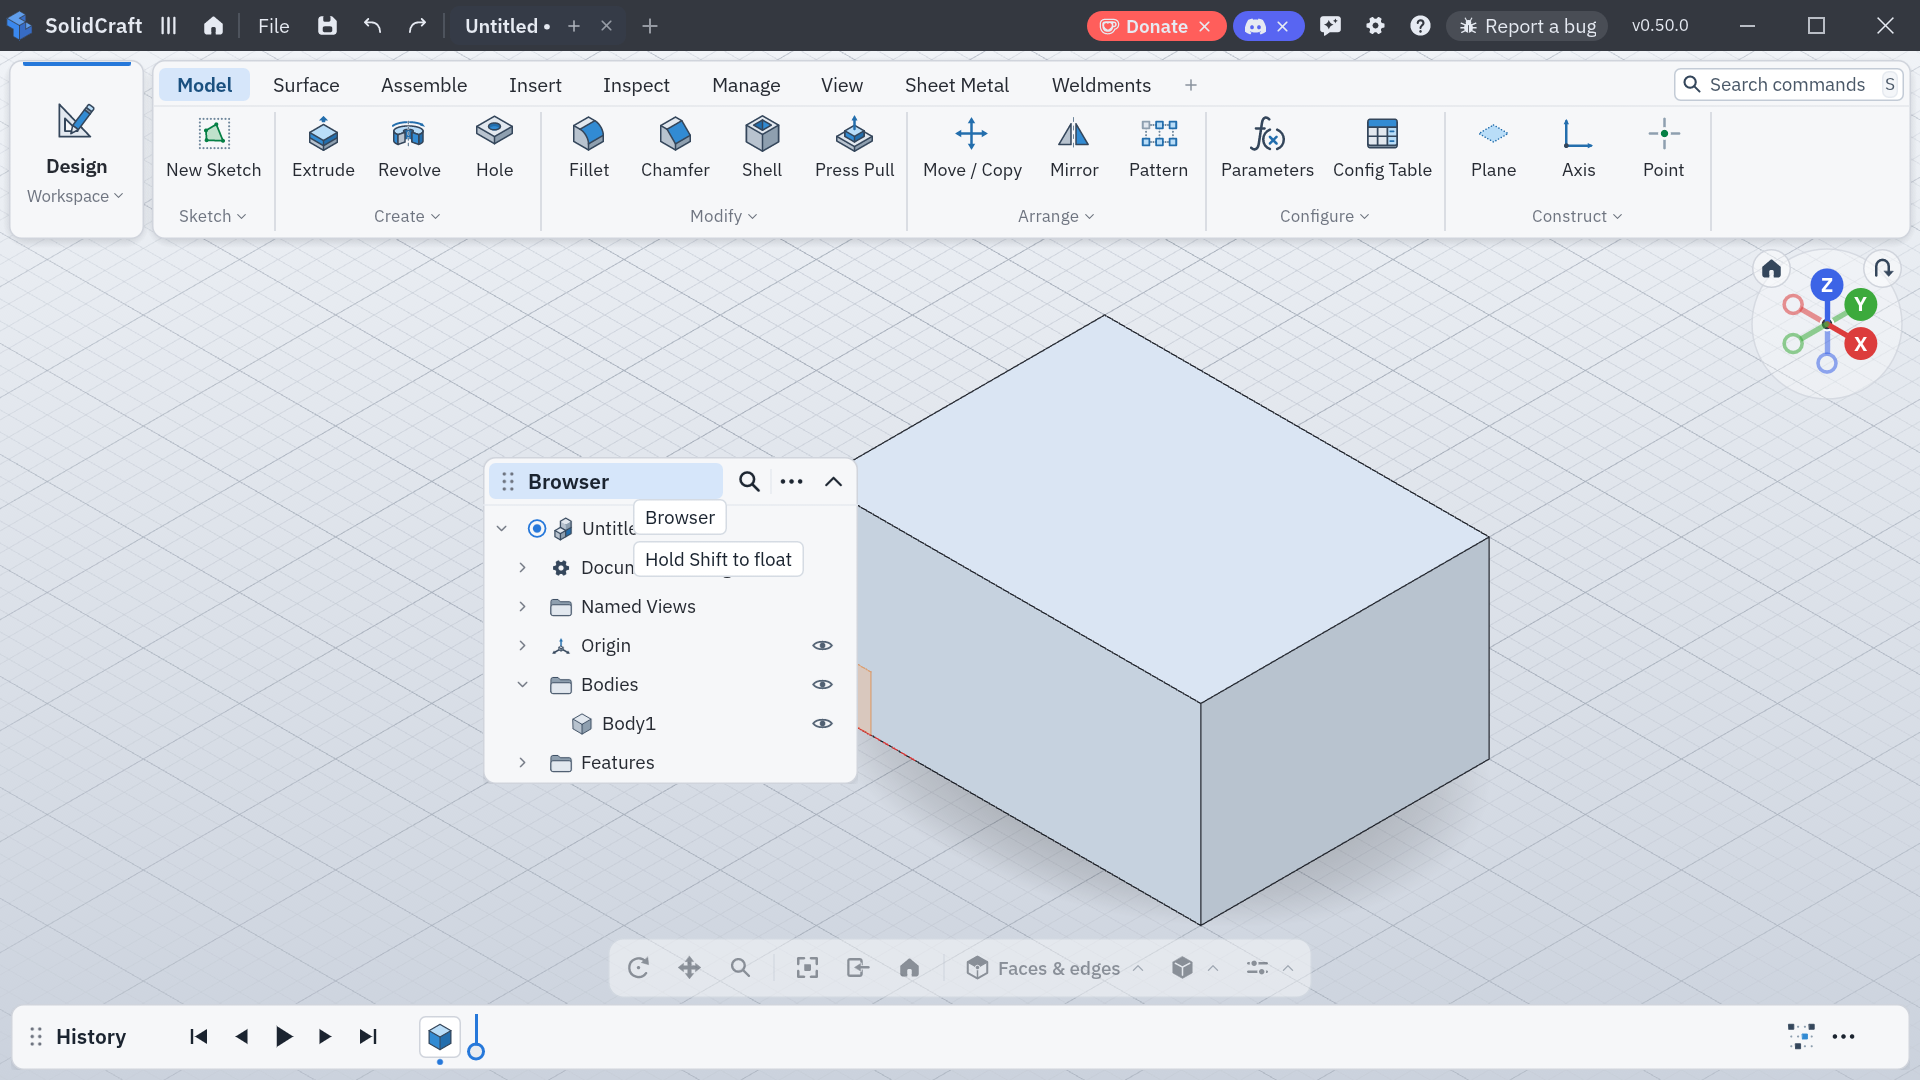 SolidCraft File Untitled • Donate Report a bug v0.50.0
Design
Workspace
Model Surface Assemble Insert Inspect Manage View Sheet Metal Weldments Search commands S
New Sketch Extrude Revolve Hole Fillet Chamfer Shell Press Pull Move / Copy Mirror Pattern Parameters Config Table Plane Axis Point
Sketch Create Modify Arrange Configure Construct
Z
Y
X
Browser
Browser
Hold Shift to float
Named Views
Origin
Bodies
Body1
Features
Faces & edges
History